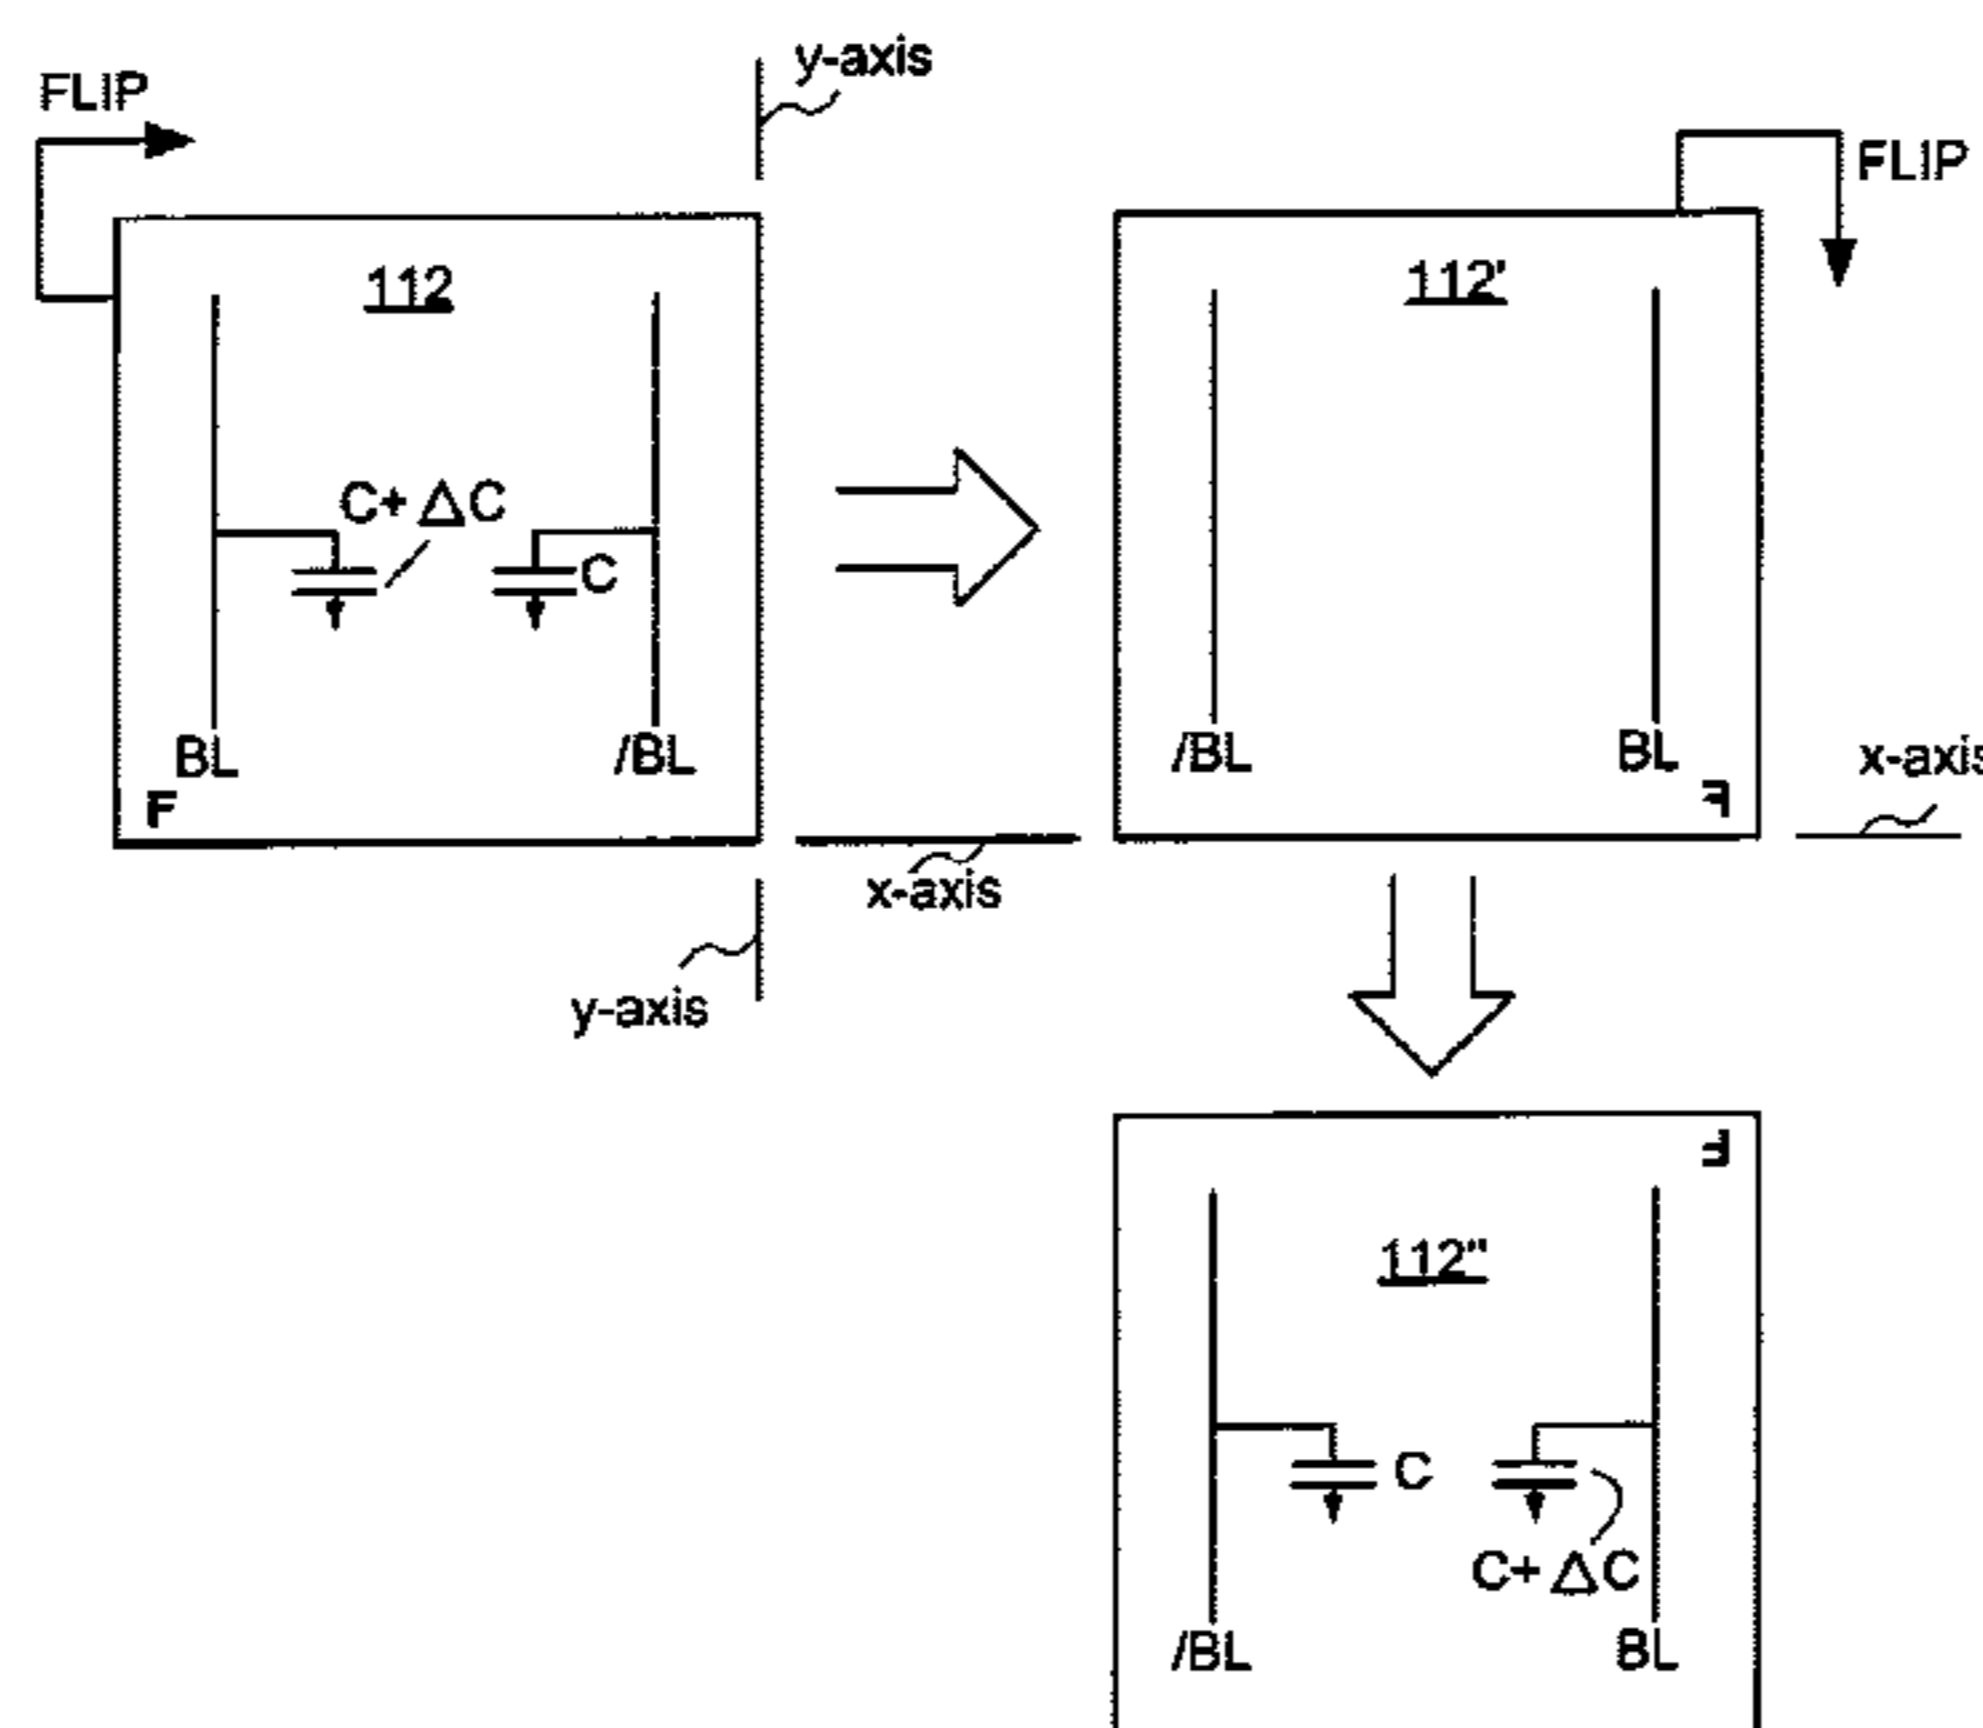 FLIP
y-axis
FLIP
112
112'
C+ ΔC
C
BL
/BL
F
/BL
BL
F
x-axis
x-axis
y-axis
F
112"
C
C+ ΔC
/BL
BL